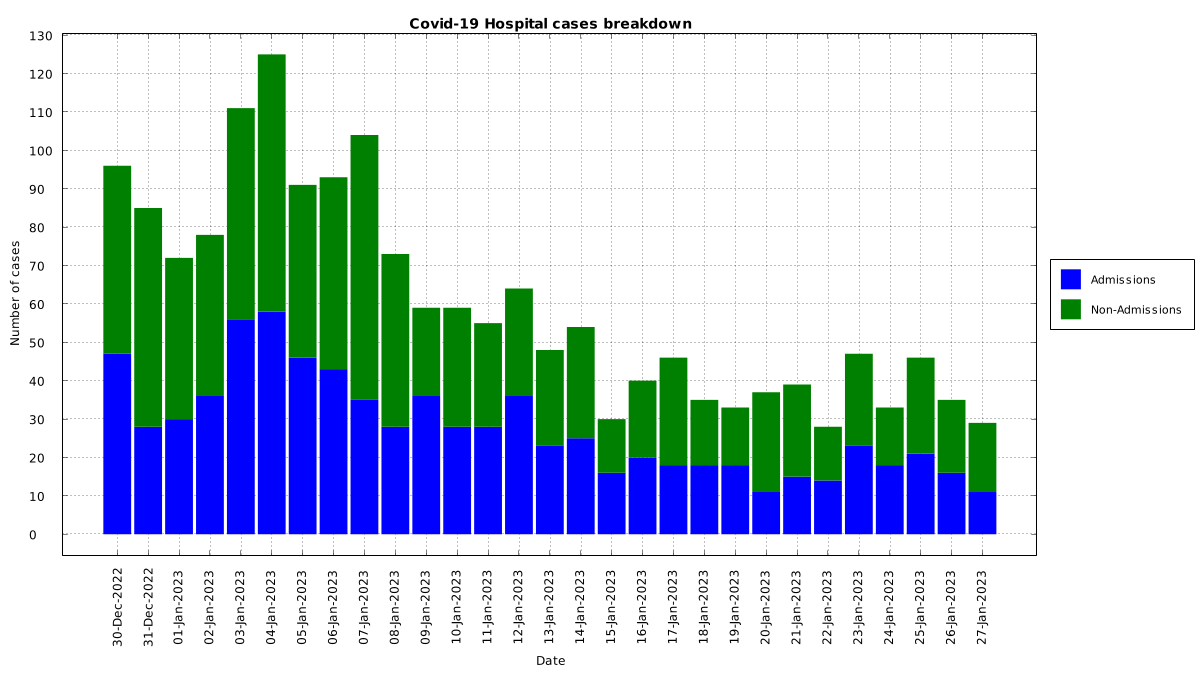 Covid-19 Hospital cases breakdown
130
120
110
100
90
80
70
60
50
40
30
20
10
0
Number of cases
Admissions
Non-Admissions
30-Dec-2022
31-Dec-2022
01-Jan-2023
02-Jan-2023
03-Jan-2023
04-Jan-2023
05-Jan-2023
06-Jan-2023
07-Jan-2023
08-Jan-2023
09-Jan-2023
10-Jan-2023
11-Jan-2023
12-Jan-2023
13-Jan-2023
14-Jan-2023
15-Jan-2023
16-Jan-2023
17-Jan-2023
18-Jan-2023
19-Jan-2023
20-Jan-2023
21-Jan-2023
22-Jan-2023
23-Jan-2023
24-Jan-2023
25-Jan-2023
26-Jan-2023
27-Jan-2023
Date